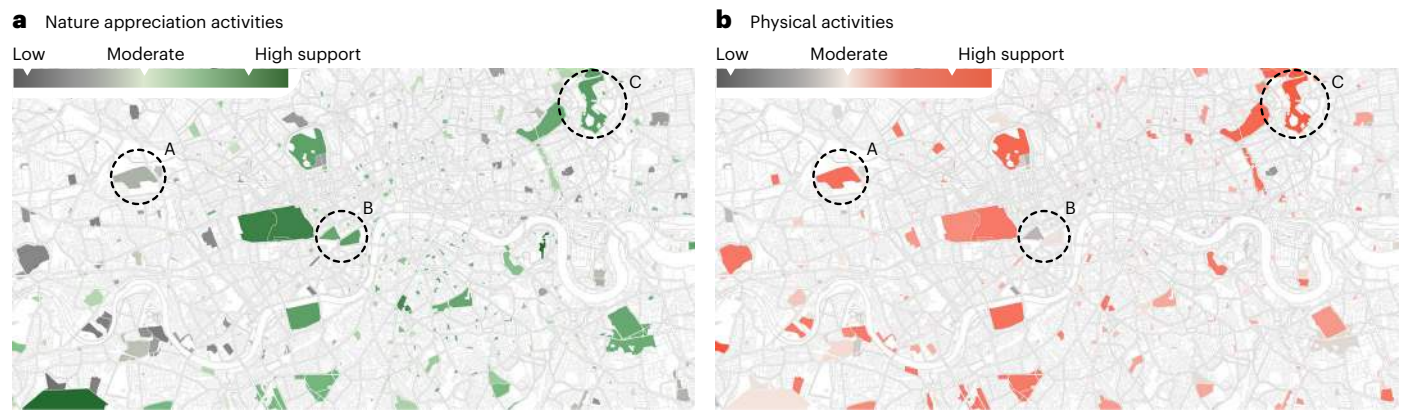 a Nature appreciation activities
Low Moderate High support
C
A
B
b Physical activities
Low Moderate High support
C
A
B